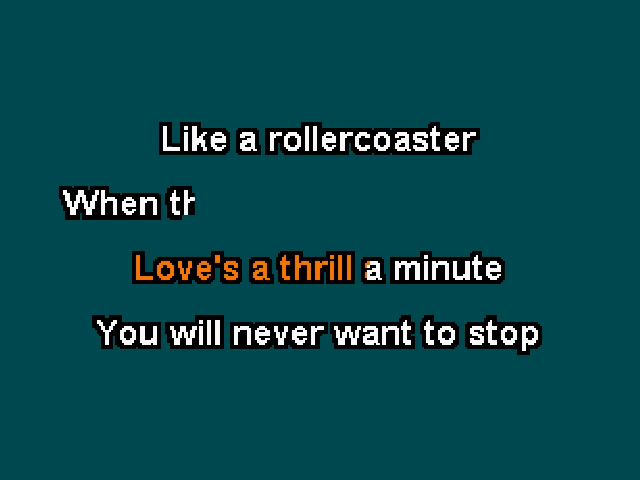 Like a rollercoaster
When th
Love's a thrill a minute
You will never want to stop